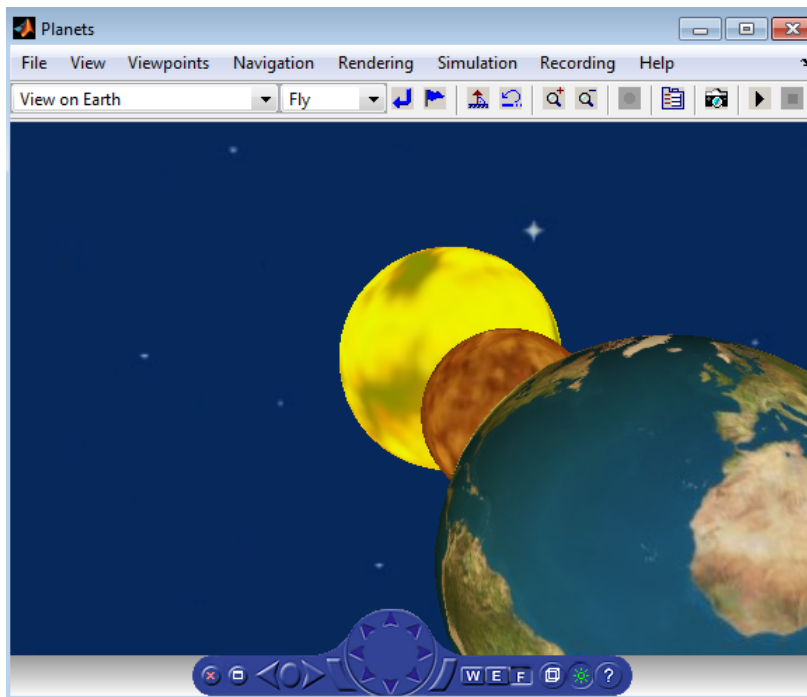 Planets
File View Viewpoints Navigation Rendering Simulation Recording Help
View on Earth Fly
W E F ?